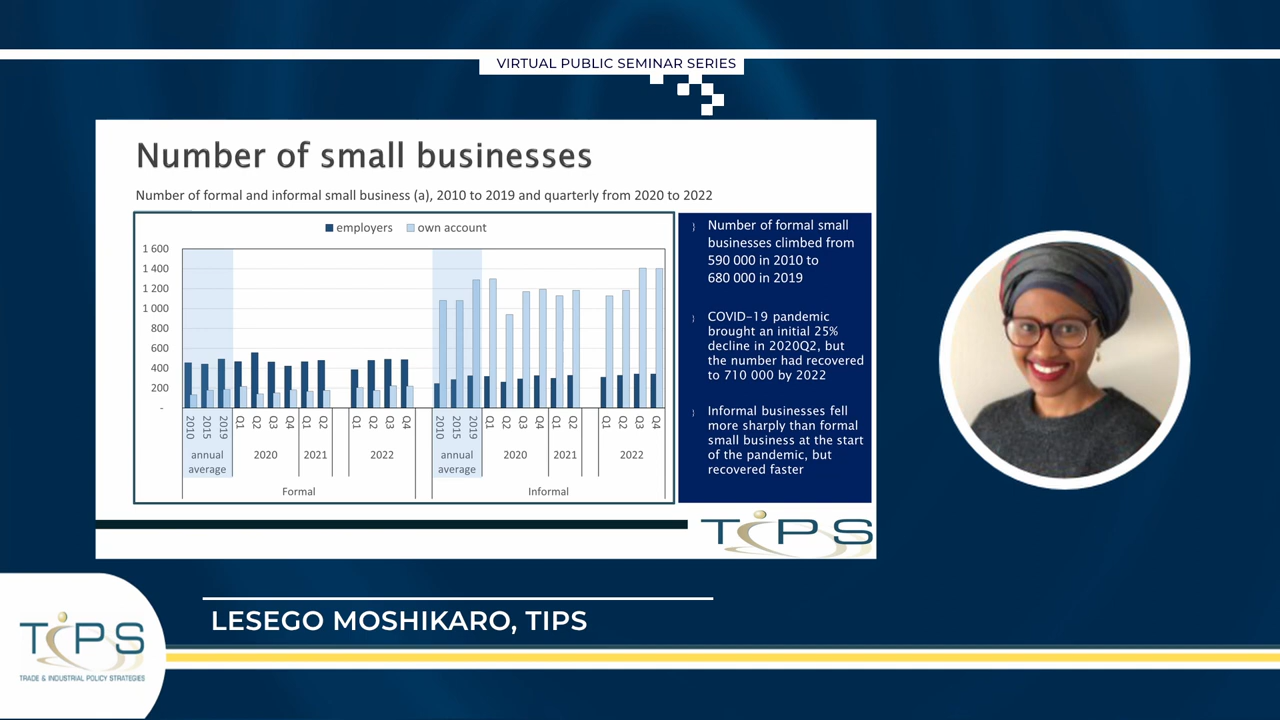 VIRTUAL PUBLIC SEMINAR SERIES
Number of small businesses
Number of formal and informal small business (a), 2010 to 2019 and quarterly from 2020 to 2022
employers own account
1 600
1 400
1 200
1 000
800
600
400
200
-
2010 2015 2019 Q1 Q2 Q3 Q4 Q1 Q2 Q1 Q2 Q3 Q4 2010 2015 2019 Q1 Q2 Q3 Q4 Q1 Q2 Q1 Q2 Q3 Q4
annual 2020 2021 2022 annual 2020 2021 2022
average average
Formal Informal
Number of formal small
businesses climbed from
590 000 in 2010 to
680 000 in 2019
COVID-19 pandemic
brought an initial 25%
decline in 2020Q2, but
the number had recovered
to 710 000 by 2022
Informal businesses fell
more sharply than formal
small business at the start
of the pandemic, but
recovered faster
TIPS
LESEGO MOSHIKARO, TIPS
TIPS
TRADE & INDUSTRIAL POLICY STRATEGIES